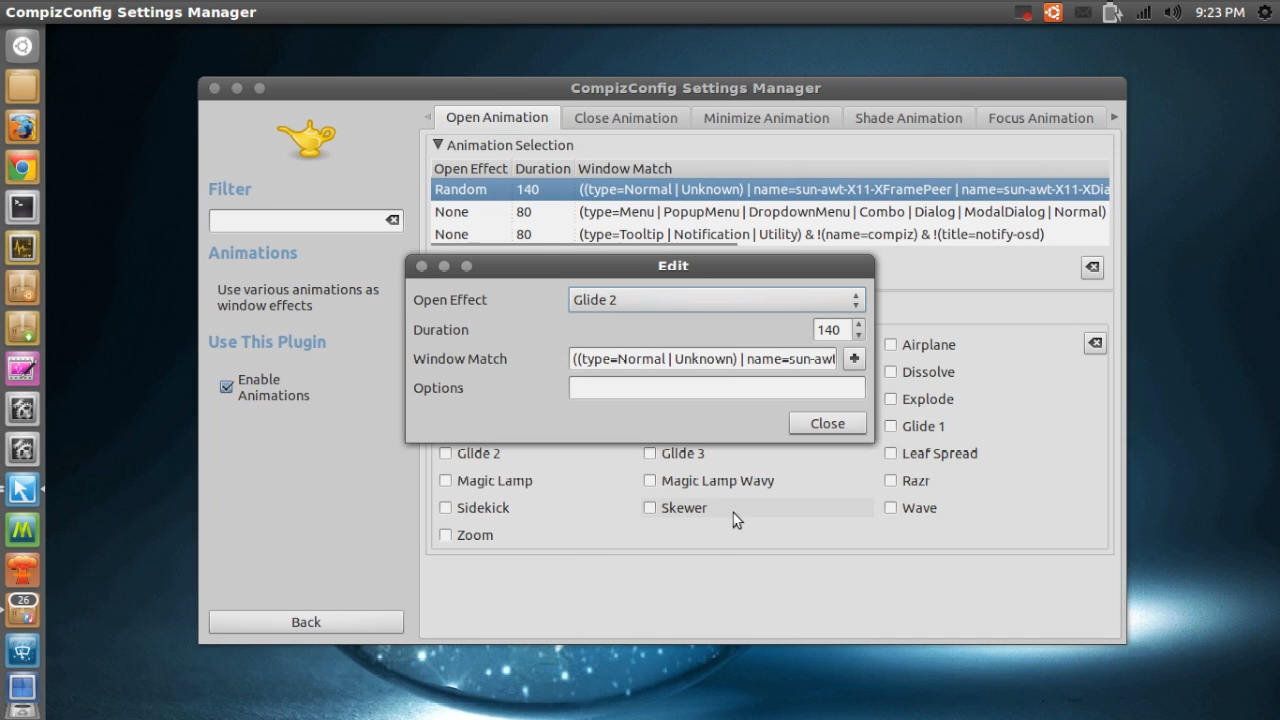 CompizConfig Settings Manager
9:23 PM
CompizConfig Settings Manager
Open Animation Close Animation Minimize Animation Shade Animation Focus Animation
Animation Selection
Open Effect Duration Window Match
Random 140 ((type=Normal | Unknown) | name=sun-awt-X11-XFramePeer | name=sun-awt-X11-XDia
None 80 (type=Menu | PopupMenu | DropdownMenu | Combo | Dialog | ModalDialog | Normal)
None 80 (type=Tooltip | Notification | Utility) & !(name=compiz) & !(title=notify-osd)
Filter
Animations
Use various animations as
window effects
Use This Plugin
Enable
Animations
Back
Edit
Open Effect Glide 2
Duration 140
Window Match ((type=Normal | Unknown) | name=sun-awt
Options
Close
Airplane
Dissolve
Explode
Glide 1
Glide 2 Glide 3 Leaf Spread
Magic Lamp Magic Lamp Wavy Razr
Sidekick Skewer Wave
Zoom
26